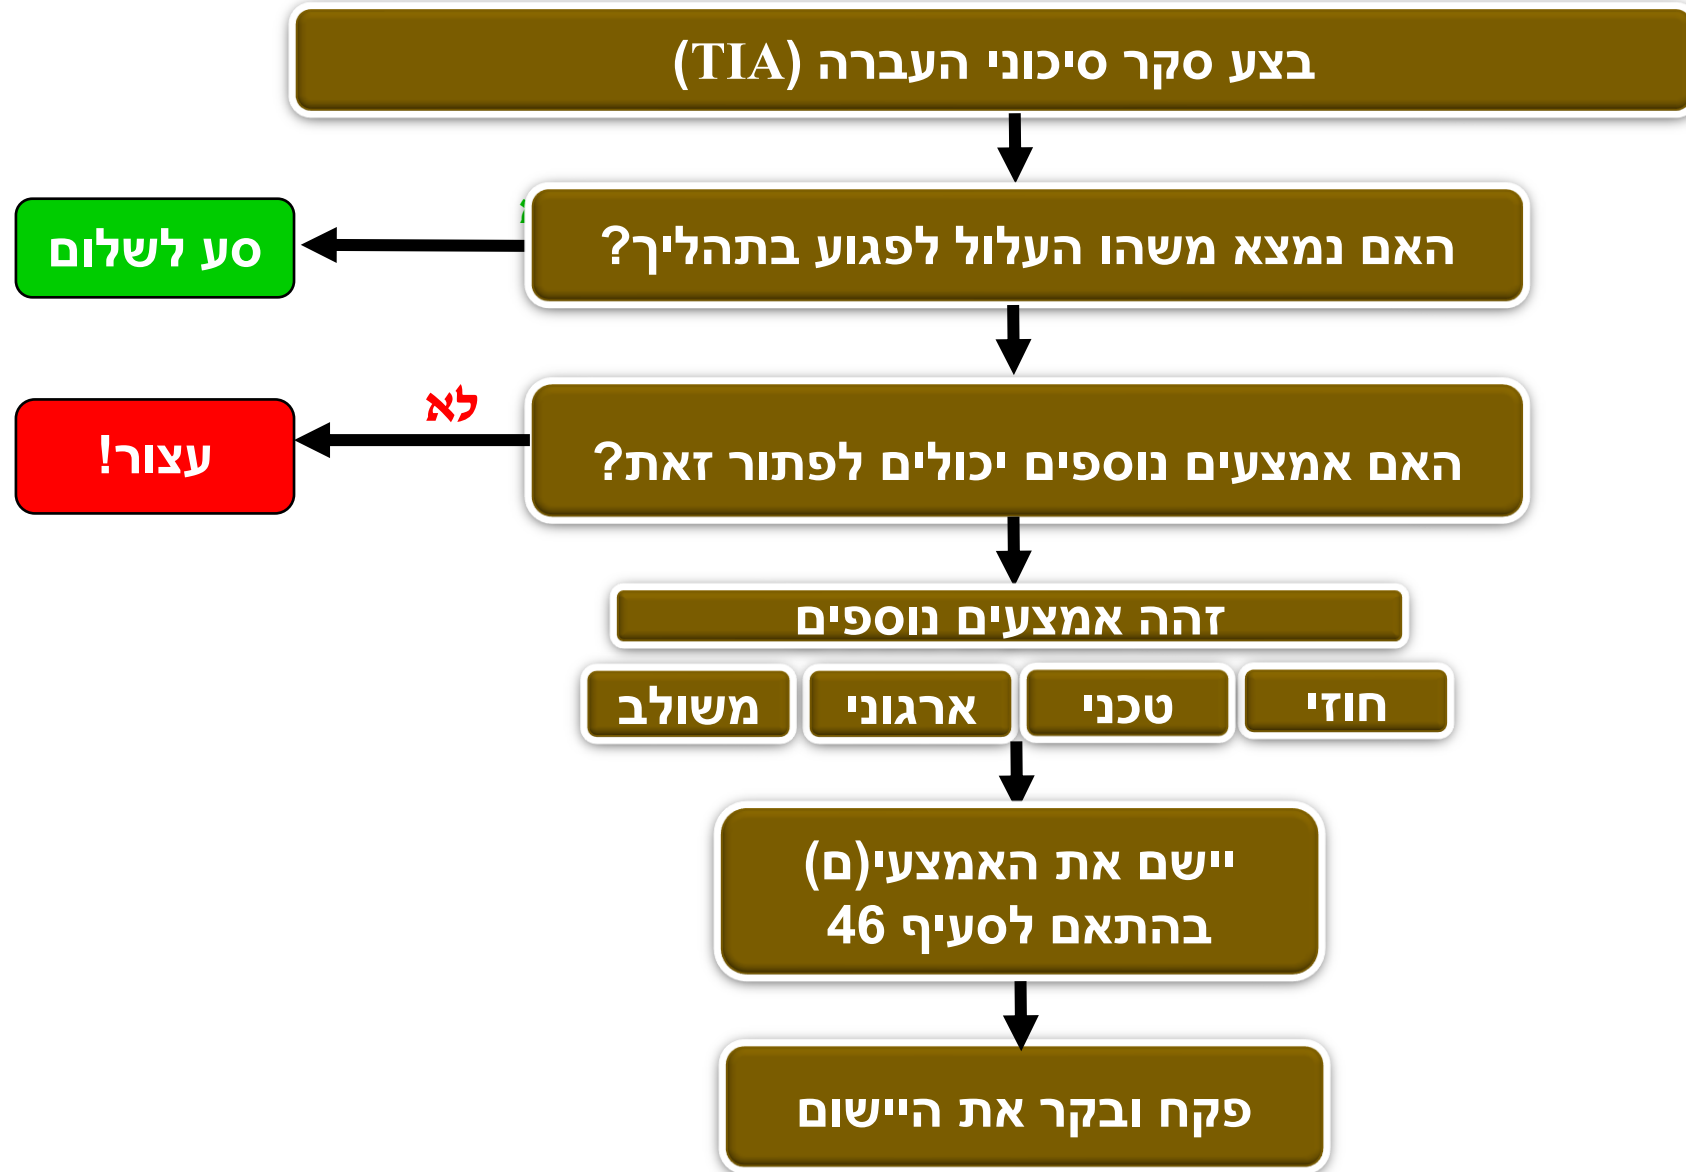 בצע סקר סיכוני העברה (TIA)
האם נמצא משהו העלול לפגוע בתהליך?
סע לשלום
האם אמצעים נוספים יכולים לפתור זאת?
לא
עצור!
זהה אמצעים נוספים
חוזי
טכני
ארגוני
משולב
יישם את האמצעי(ם)
בהתאם לסעיף 46
פקח ובקר את היישום